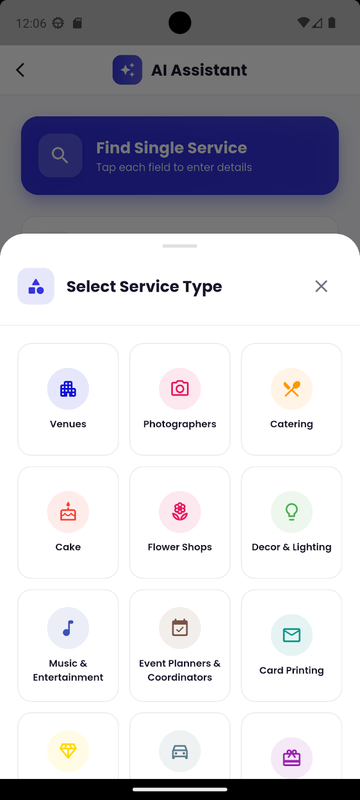 12:06
AI Assistant
Find Single Service
Tap each field to enter details
Select Service Type
Venues
Photographers
Catering
Cake
Flower Shops
Decor & Lighting
Music &
Entertainment
Event Planners &
Coordinators
Card Printing